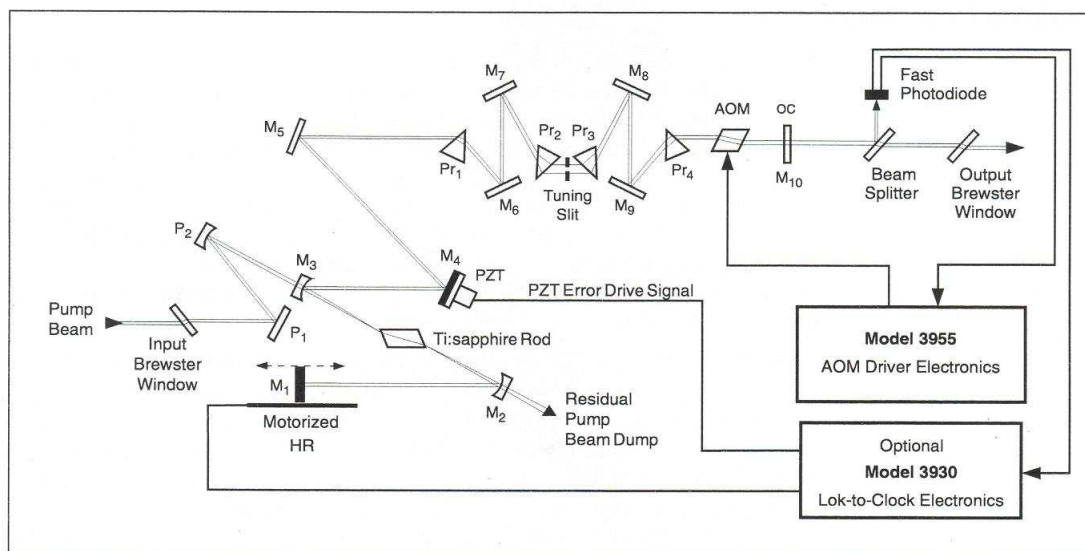 M₇
M₈
Fast
Photodiode
M₅
Pr₂
Pr₃
AOM
OC
Pr₁
Pr₄
M₆
Tuning
Slit
M₉
M₁₀
Beam
Splitter
Output
Brewster
Window
P₂
M₃
M₄
PZT
PZT Error Drive Signal
Pump
Beam
P₁
Input
Brewster
Window
Ti:sapphire Rod
Model 3955
AOM Driver Electronics
M₁
M₂
Motorized
HR
Residual
Pump
Beam Dump
Optional
Model 3930
Lok-to-Clock Electronics